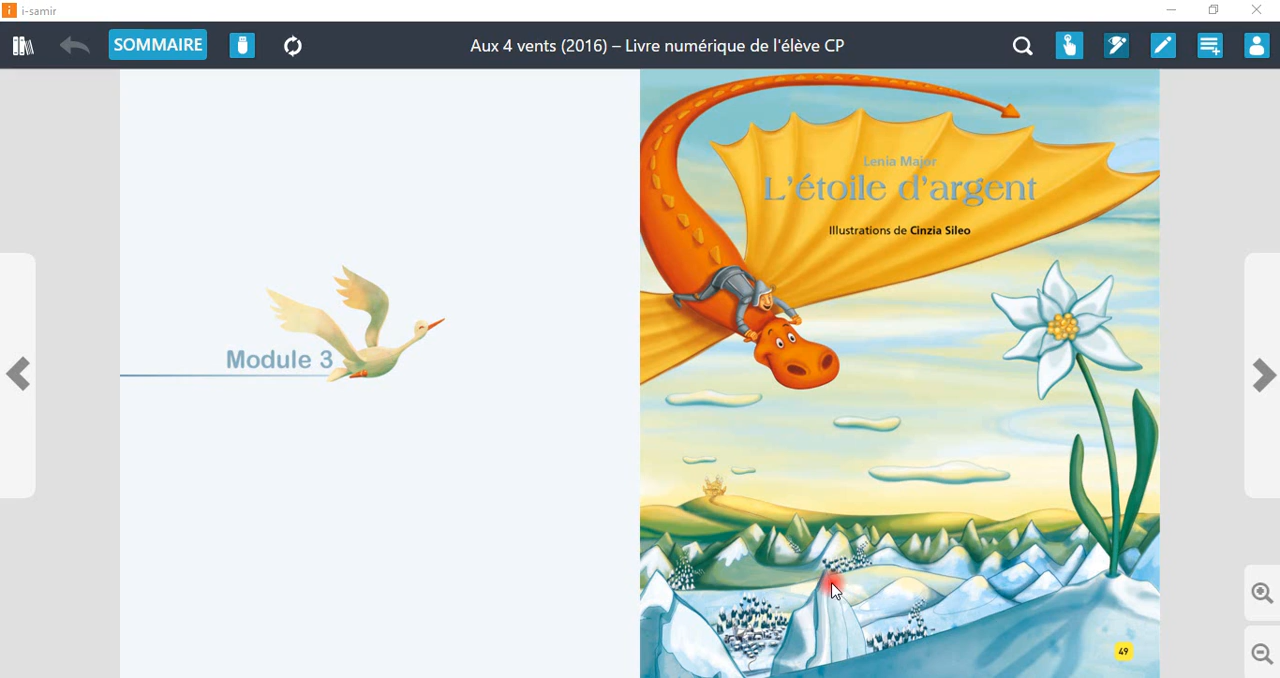 i-samir
SOMMAIRE
Aux 4 vents (2016) – Livre numérique de l'élève CP
Module 3
Lenia Major
L'étoile d'argent
Illustrations de Cinzia Sileo
49